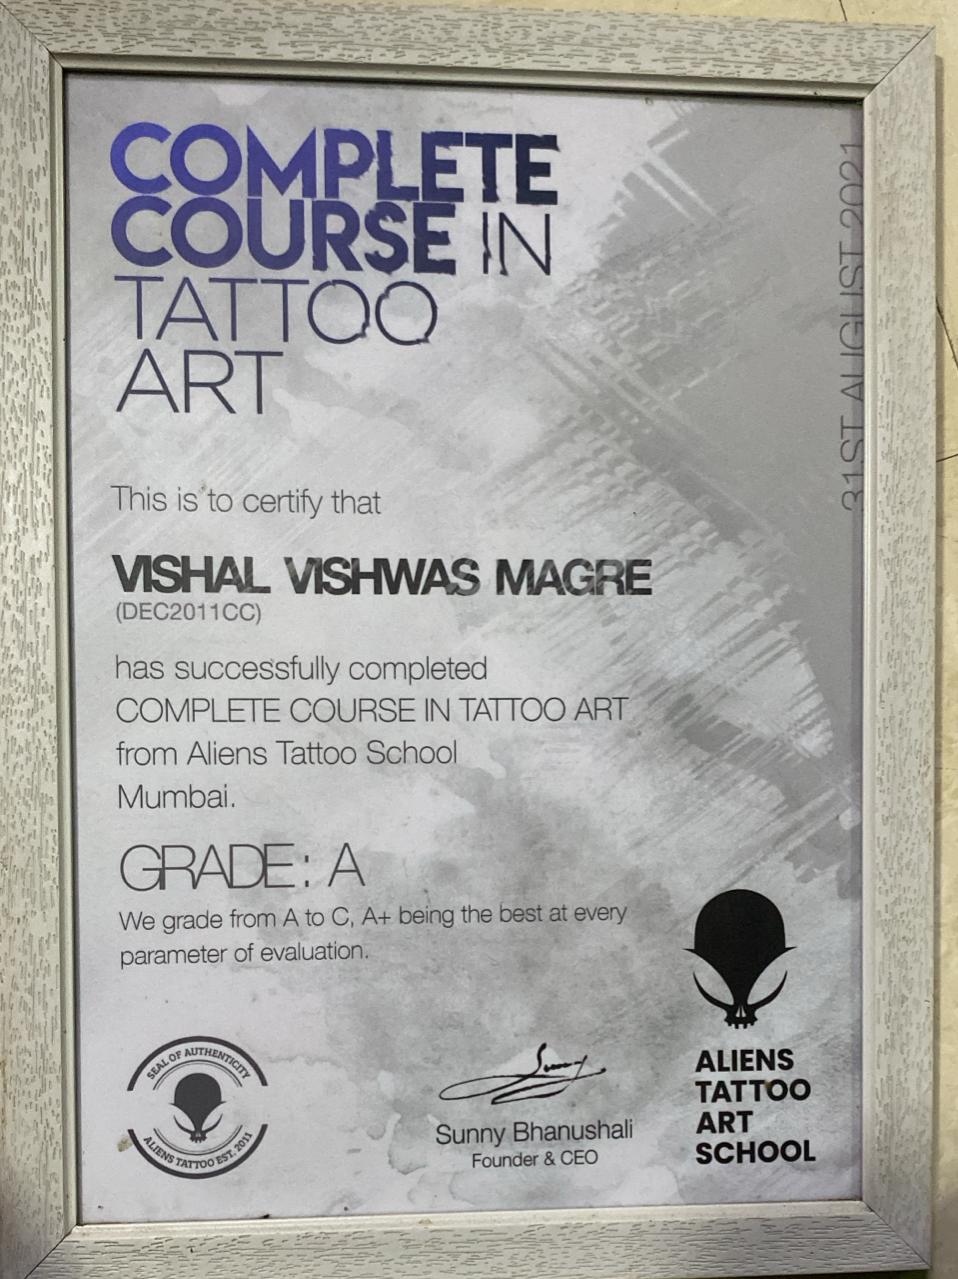 COMPLETE
COURSE IN
TATTOO
ART
31ST AUGUST 2021
This is to certify that
VISHAL VISHWAS MAGRE
(DEC2011CC)
has successfully completed
COMPLETE COURSE IN TATTOO ART
from Aliens Tattoo School
Mumbai.
GRADE: A
We grade from A to C, A+ being the best at every
parameter of evaluation.
SEAL OF AUTHENTICITY
ALIENS TATTOO EST. 2011
Sunny
Sunny Bhanushali
Founder & CEO
ALIENS
TATTOO
ART
SCHOOL